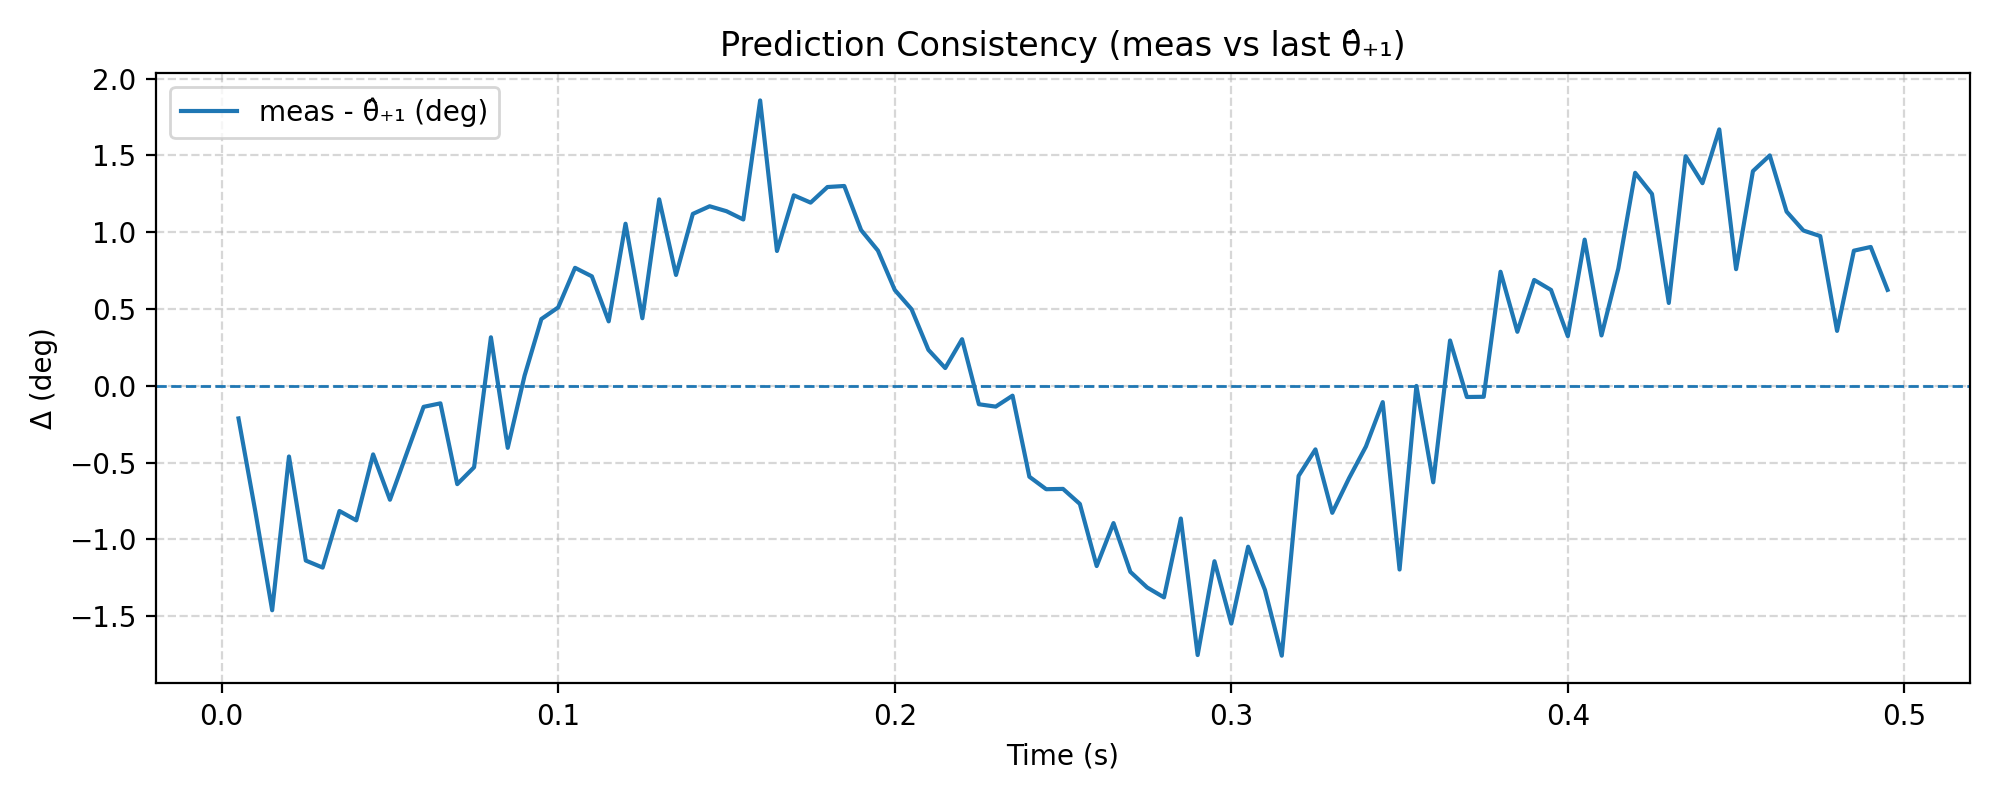 Prediction Consistency (meas vs last θ̂₊₁)
meas - θ̂₊₁ (deg)
Δ (deg)
2.0
1.5
1.0
0.5
0.0
−0.5
−1.0
−1.5
0.0 0.1 0.2 0.3 0.4 0.5
Time (s)